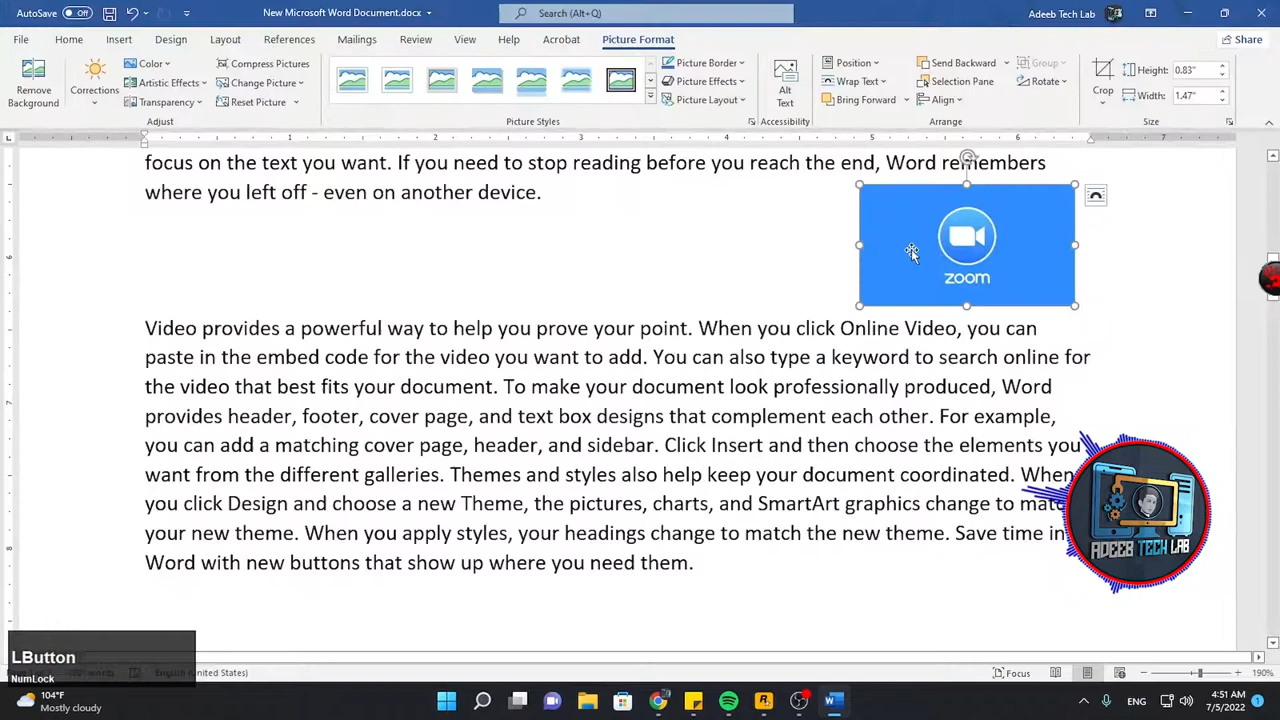 AutoSave Off New Microsoft Word Document.docx Search (Alt+Q) Adeeb Tech Lab
File Home Insert Design Layout References Mailings Review View Help Acrobat Picture Format Share
Remove Background
Corrections
Color
Artistic Effects
Transparency
Compress Pictures
Change Picture
Reset Picture
Adjust
Picture Border
Picture Effects
Picture Layout
Picture Styles
Alt Text
Accessibility
Position
Wrap Text
Bring Forward
Send Backward
Selection Pane
Align
Group
Rotate
Arrange
Crop
Height: 0.83"
Width: 1.47"
Size
1 2 3 4 5 6 7
focus on the text you want. If you need to stop reading before you reach the end, Word remembers
where you left off - even on another device.
zoom
Video provides a powerful way to help you prove your point. When you click Online Video, you can
paste in the embed code for the video you want to add. You can also type a keyword to search online for
the video that best fits your document. To make your document look professionally produced, Word
provides header, footer, cover page, and text box designs that complement each other. For example,
you can add a matching cover page, header, and sidebar. Click Insert and then choose the elements you
want from the different galleries. Themes and styles also help keep your document coordinated. When
you click Design and choose a new Theme, the pictures, charts, and SmartArt graphics change to
your new theme. When you apply styles, your headings change to match the new theme. Save time in
Word with new buttons that show up where you need them.
ADEEB TECH LAB
LButton
NumLock
words English (United States) Focus 190%
104°F
Mostly cloudy
ENG
4:51 AM
7/5/2022